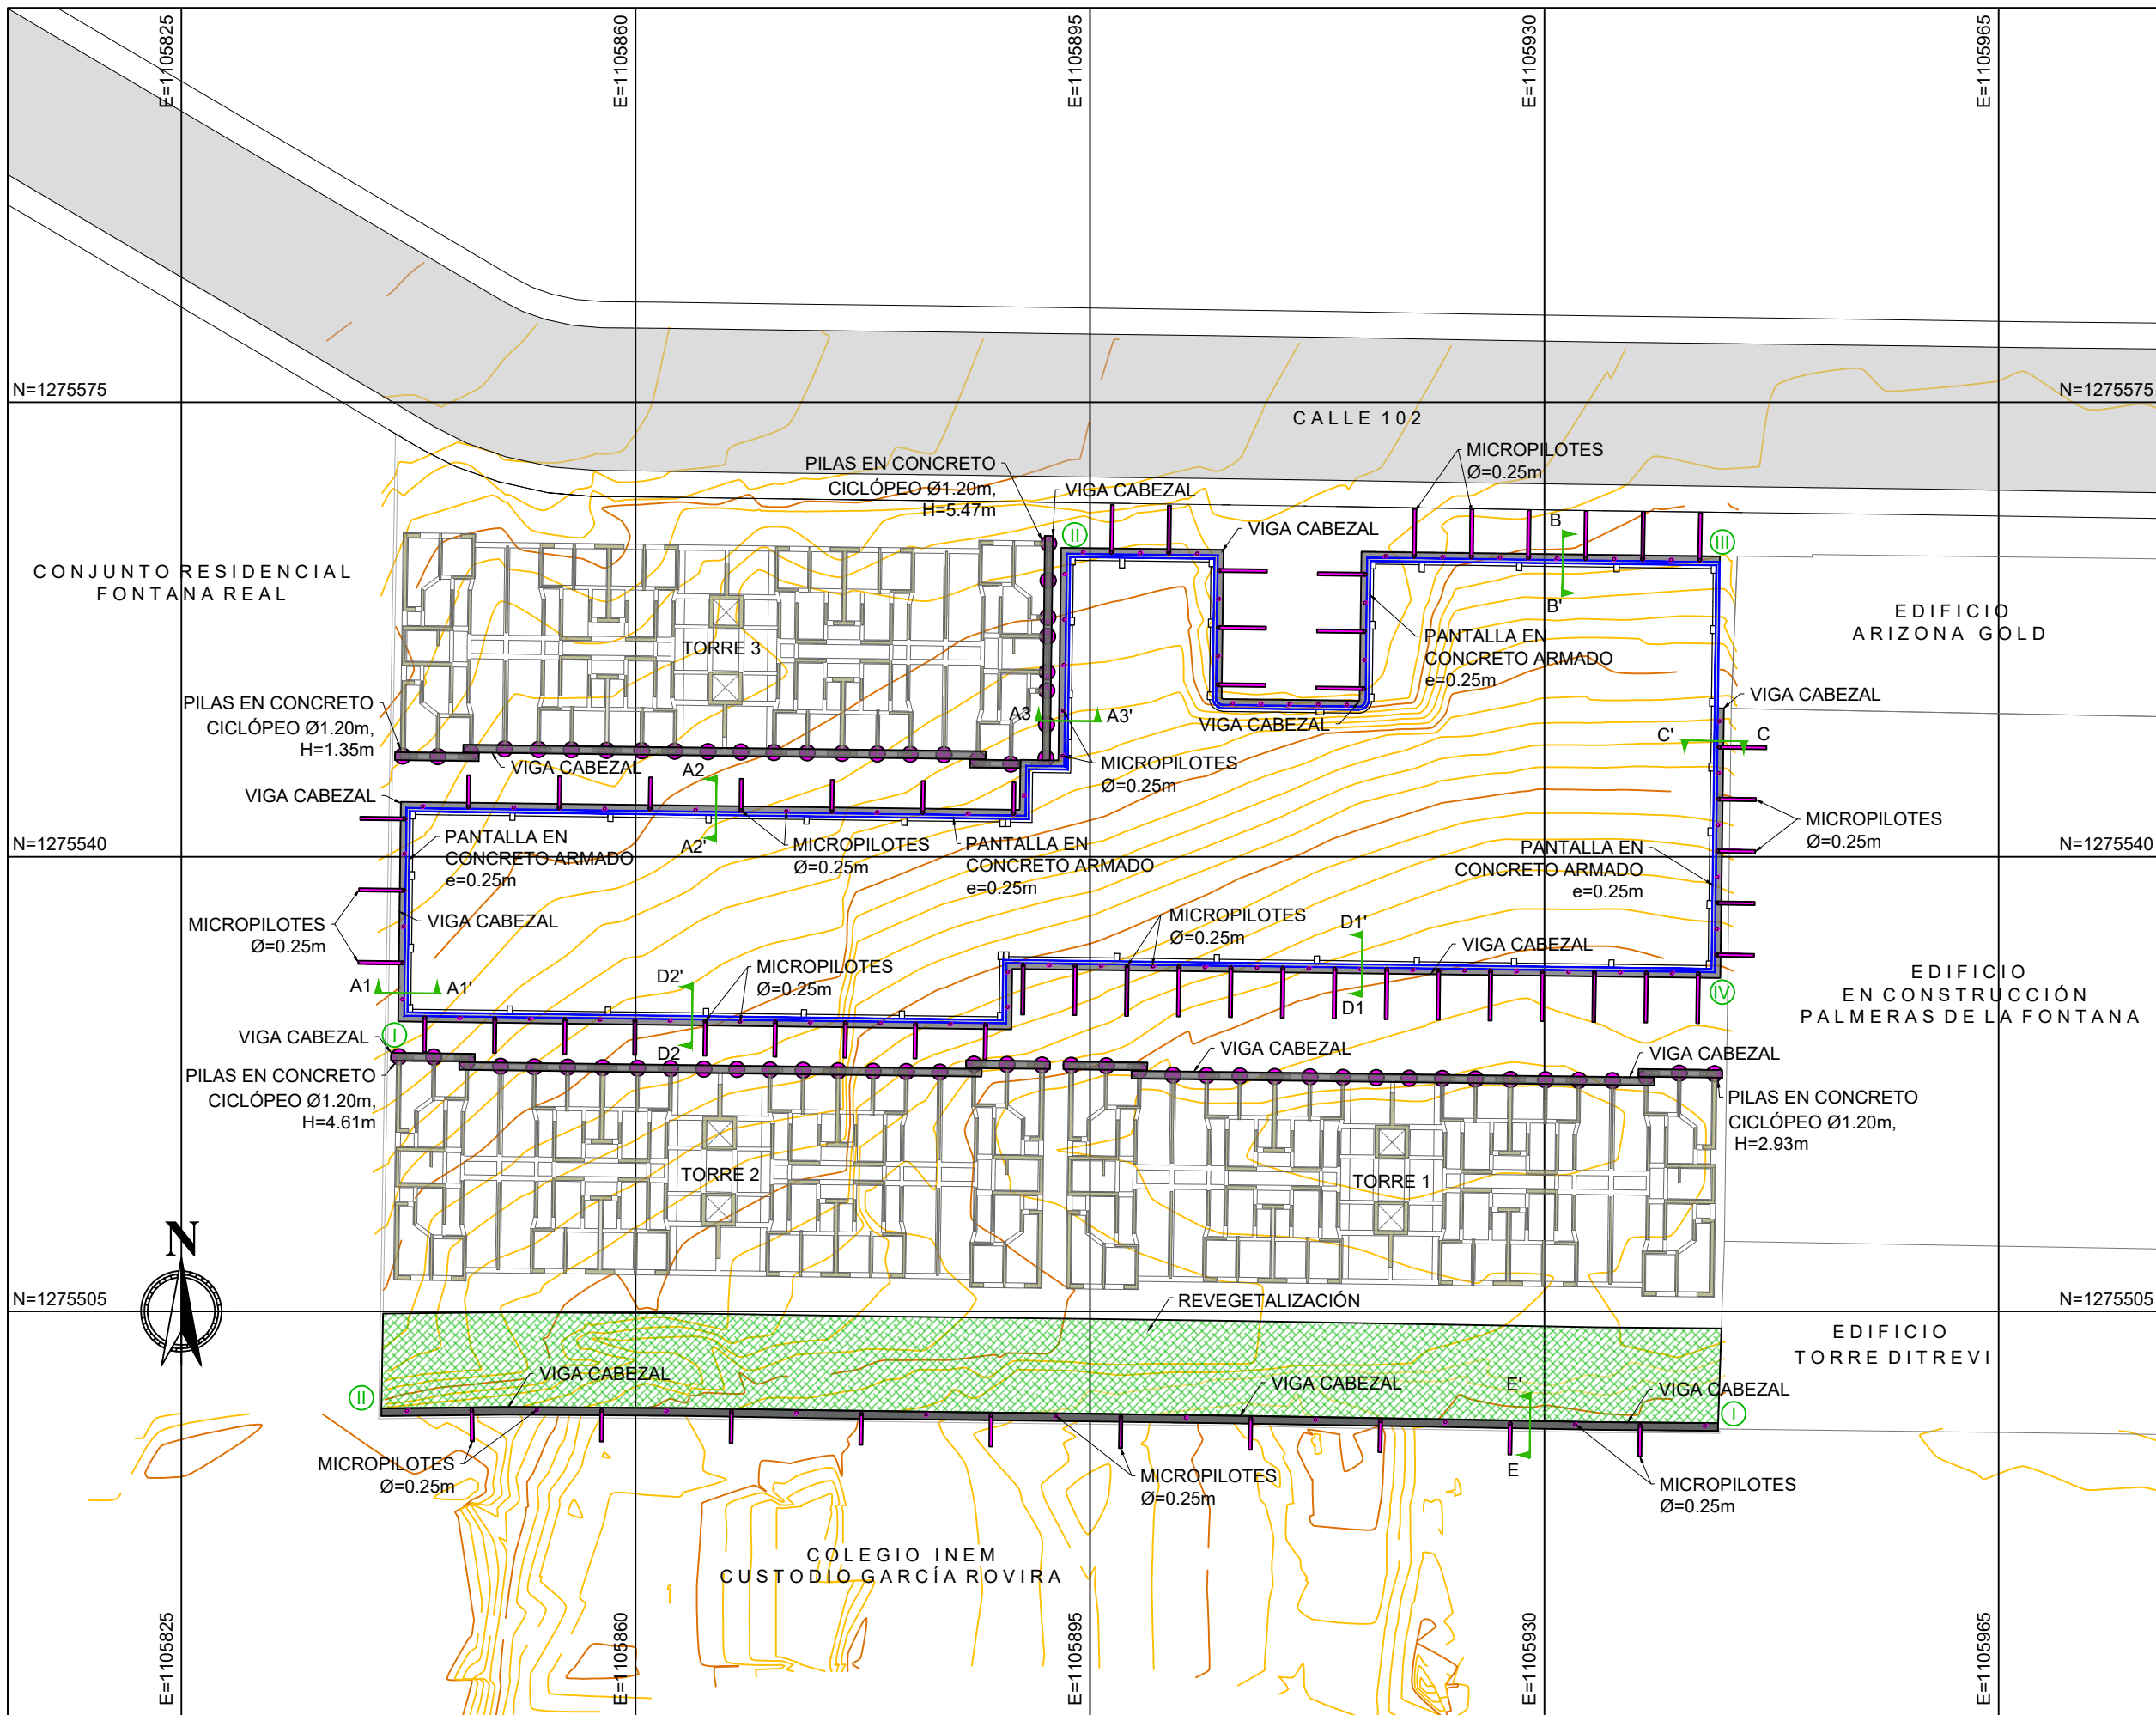 E=1105825
E=1105860
E=1105895
E=1105930
E=1105965
N=1275575
N=1275575
CALLE 102
PILAS EN CONCRETO
CICLÓPEO Ø1.20m,
H=5.47m
VIGA CABEZAL
MICROPILOTES
Ø=0.25m
II
VIGA CABEZAL
B
III
CONJUNTO RESIDENCIAL
FONTANA REAL
B'
EDIFICIO
ARIZONA GOLD
TORRE 3
PANTALLA EN
CONCRETO ARMADO
e=0.25m
PILAS EN CONCRETO
CICLÓPEO Ø1.20m,
H=1.35m
VIGA CABEZAL
A3
A3'
VIGA CABEZAL
C'
C
VIGA CABEZAL
A2
MICROPILOTES
Ø=0.25m
VIGA CABEZAL
MICROPILOTES
Ø=0.25m
N=1275540
N=1275540
PANTALLA EN
CONCRETO ARMADO
e=0.25m
A2'
MICROPILOTES
Ø=0.25m
PANTALLA EN
CONCRETO ARMADO
e=0.25m
PANTALLA EN
CONCRETO ARMADO
e=0.25m
MICROPILOTES
Ø=0.25m
VIGA CABEZAL
MICROPILOTES
Ø=0.25m
D1'
VIGA CABEZAL
A1
A1'
D2'
MICROPILOTES
Ø=0.25m
D1
IV
EDIFICIO
EN CONSTRUCCIÓN
PALMERAS DE LA FONTANA
I
VIGA CABEZAL
D2
VIGA CABEZAL
VIGA CABEZAL
PILAS EN CONCRETO
CICLÓPEO Ø1.20m,
H=4.61m
PILAS EN CONCRETO
CICLÓPEO Ø1.20m,
H=2.93m
TORRE 2
TORRE 1
N
N=1275505
N=1275505
REVEGETALIZACIÓN
EDIFICIO
TORRE DITREVI
VIGA CABEZAL
VIGA CABEZAL
E'
VIGA CABEZAL
II
I
MICROPILOTES
Ø=0.25m
MICROPILOTES
Ø=0.25m
E
MICROPILOTES
Ø=0.25m
COLEGIO INEM
CUSTODIO GARCÍA ROVIRA
E=1105825
E=1105860
E=1105895
E=1105930
E=1105965